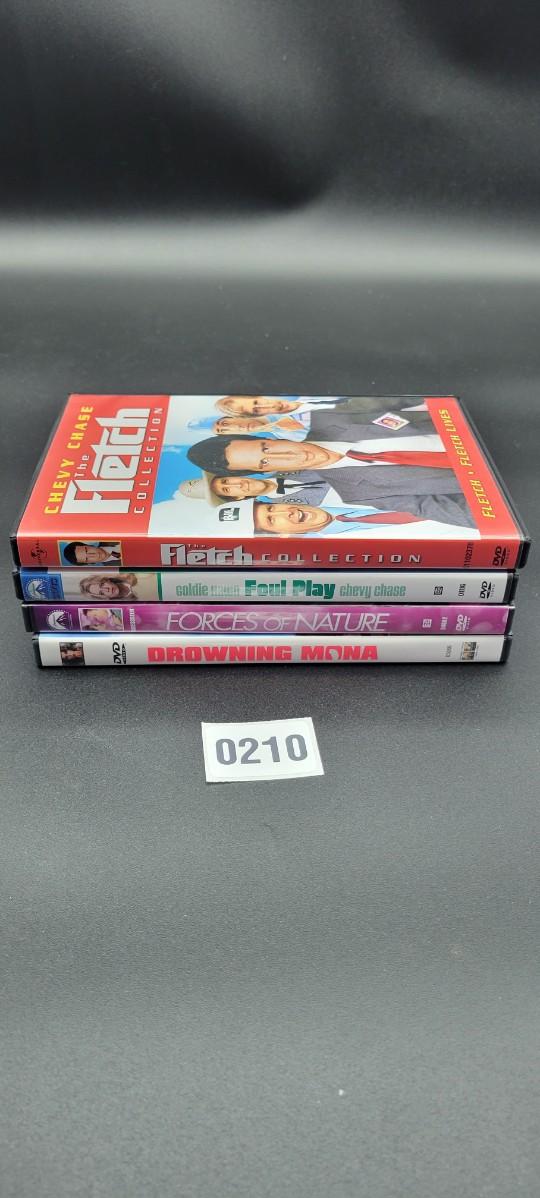 CHEVY CHASE
The
Fletch
COLLECTION
FLETCH • FLETCH LIVES
The
Fletch COLLECTION
DVD
goldie hawn Foul Play chevy chase
DVD
FORCES OF NATURE
DVD
DVD
DROWNING MONA
0210